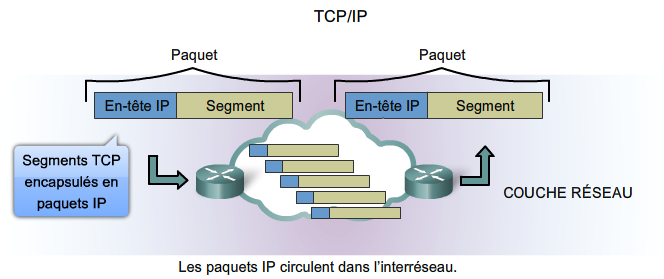 TCP/IP
Paquet
Paquet
En-tête IP
Segment
En-tête IP
Segment
Segments TCP
encapsulés en
paquets IP
COUCHE RÉSEAU
Les paquets IP circulent dans l'interréseau.